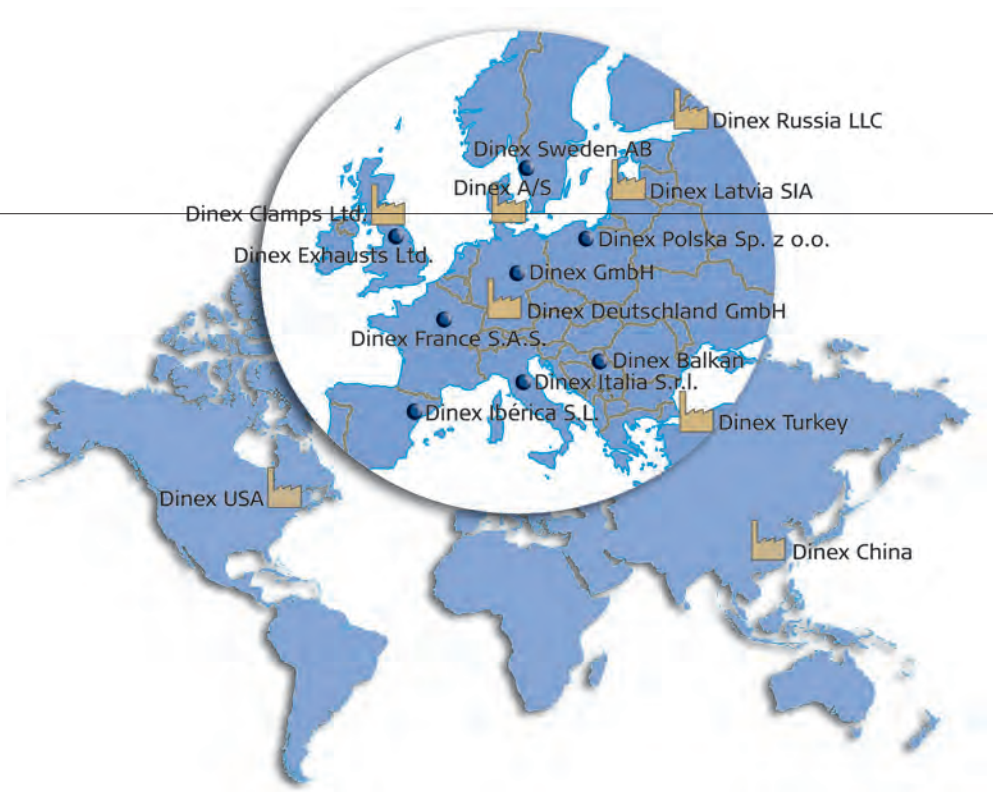 Dinex Russia LLC
Dinex Sweden AB
Dinex A/S
Dinex Latvia SIA
Dinex Clamps Ltd.
Dinex Exhausts Ltd.
Dinex Polska Sp. z o.o.
Dinex GmbH
Dinex Deutschland GmbH
Dinex France S.A.S.
Dinex Balkan
Dinex Italia S.r.l.
Dinex Ibérica S.L.
Dinex Turkey
Dinex USA
Dinex China